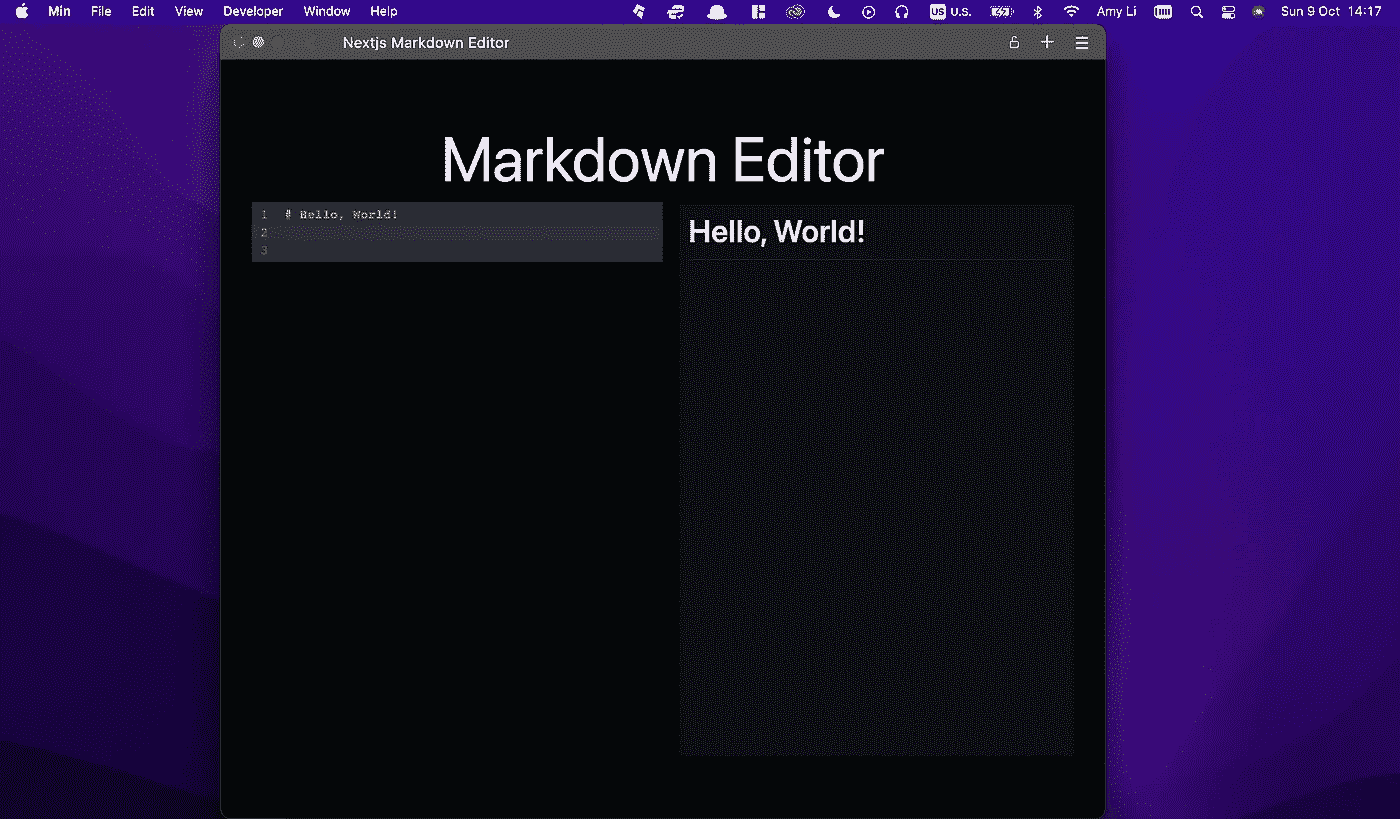 Min File Edit View Developer Window Help US U.S. Amy Li Sun 9 Oct 14:17
Nextjs Markdown Editor
Markdown Editor
1 # Hello, World!
2
3
Hello, World!